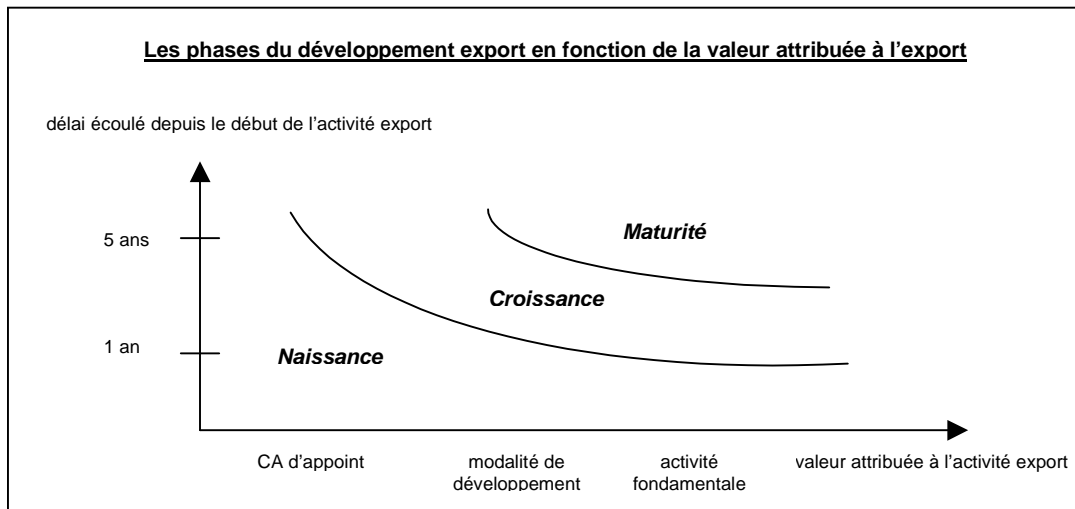 Les phases du développement export en fonction de la valeur attribuée à l'export
délai écoulé depuis le début de l'activité export
5 ans
Maturité
Croissance
1 an
Naissance
CA d'appoint
modalité de
développement
activité
fondamentale
valeur attribuée à l'activité export